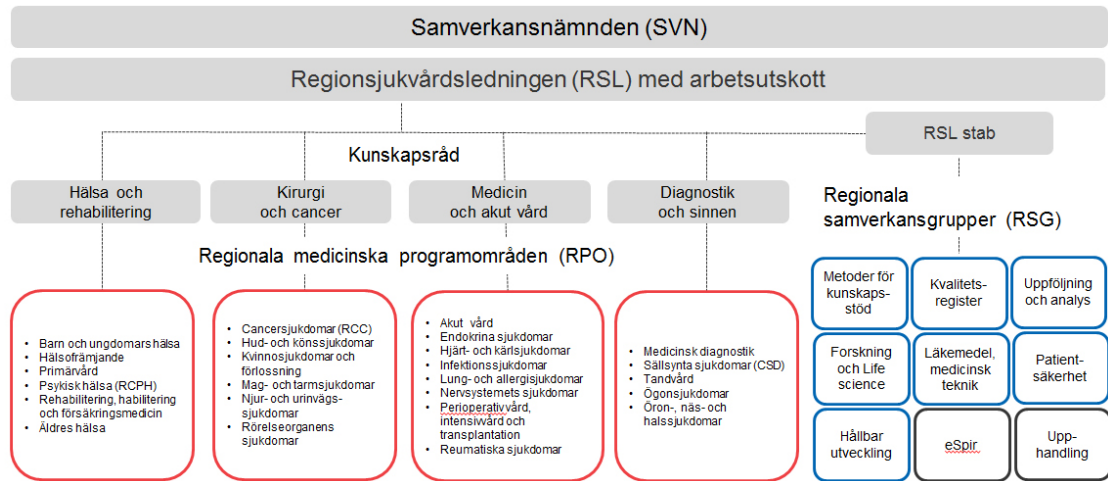 Samverkansnämnden (SVN)
Regionsjukvårdsledningen (RSL) med arbetsutskott
RSL stab
Kunskapsråd
Hälsa och
rehabilitering
Kirurgi
och cancer
Medicin
och akut vård
Diagnostik
och sinnen
Regionala
samverkansgrupper (RSG)
Regionala medicinska programområden (RPO)
• Barn och ungdomars hälsa
• Hälsofrämjande
• Primärvård
• Psykisk hälsa (RCPH)
• Rehabilitering, habilitering
och försäkringsmedicin
• Äldres hälsa
• Cancersjukdomar (RCC)
• Hud- och könssjukdomar
• Kvinnosjukdomar och
förlossning
• Mag- och tarmsjukdomar
• Njur- och urinvägs-
sjukdomar
• Rörelseorganens
sjukdomar
• Akut vård
• Endokrina sjukdomar
• Hjärt- och kärlsjukdomar
• Infektionssjukdomar
• Lung- och allergisjukdomar
• Nervsystemets sjukdomar
• Perioperativvård,
intensivvård och
transplantation
• Reumatiska sjukdomar
• Medicinsk diagnostik
• Sällsynta sjukdomar (CSD)
• Tandvård
• Ögonsjukdomar
• Öron-, näs- och
halssjukdomar
Metoder för
kunskaps-
stöd
Kvalitets-
register
Uppföljning
och analys
Forskning
och Life
science
Läkemedel,
medicinsk
teknik
Patient-
säkerhet
Hållbar
utveckling
eSpir
Upp-
handling